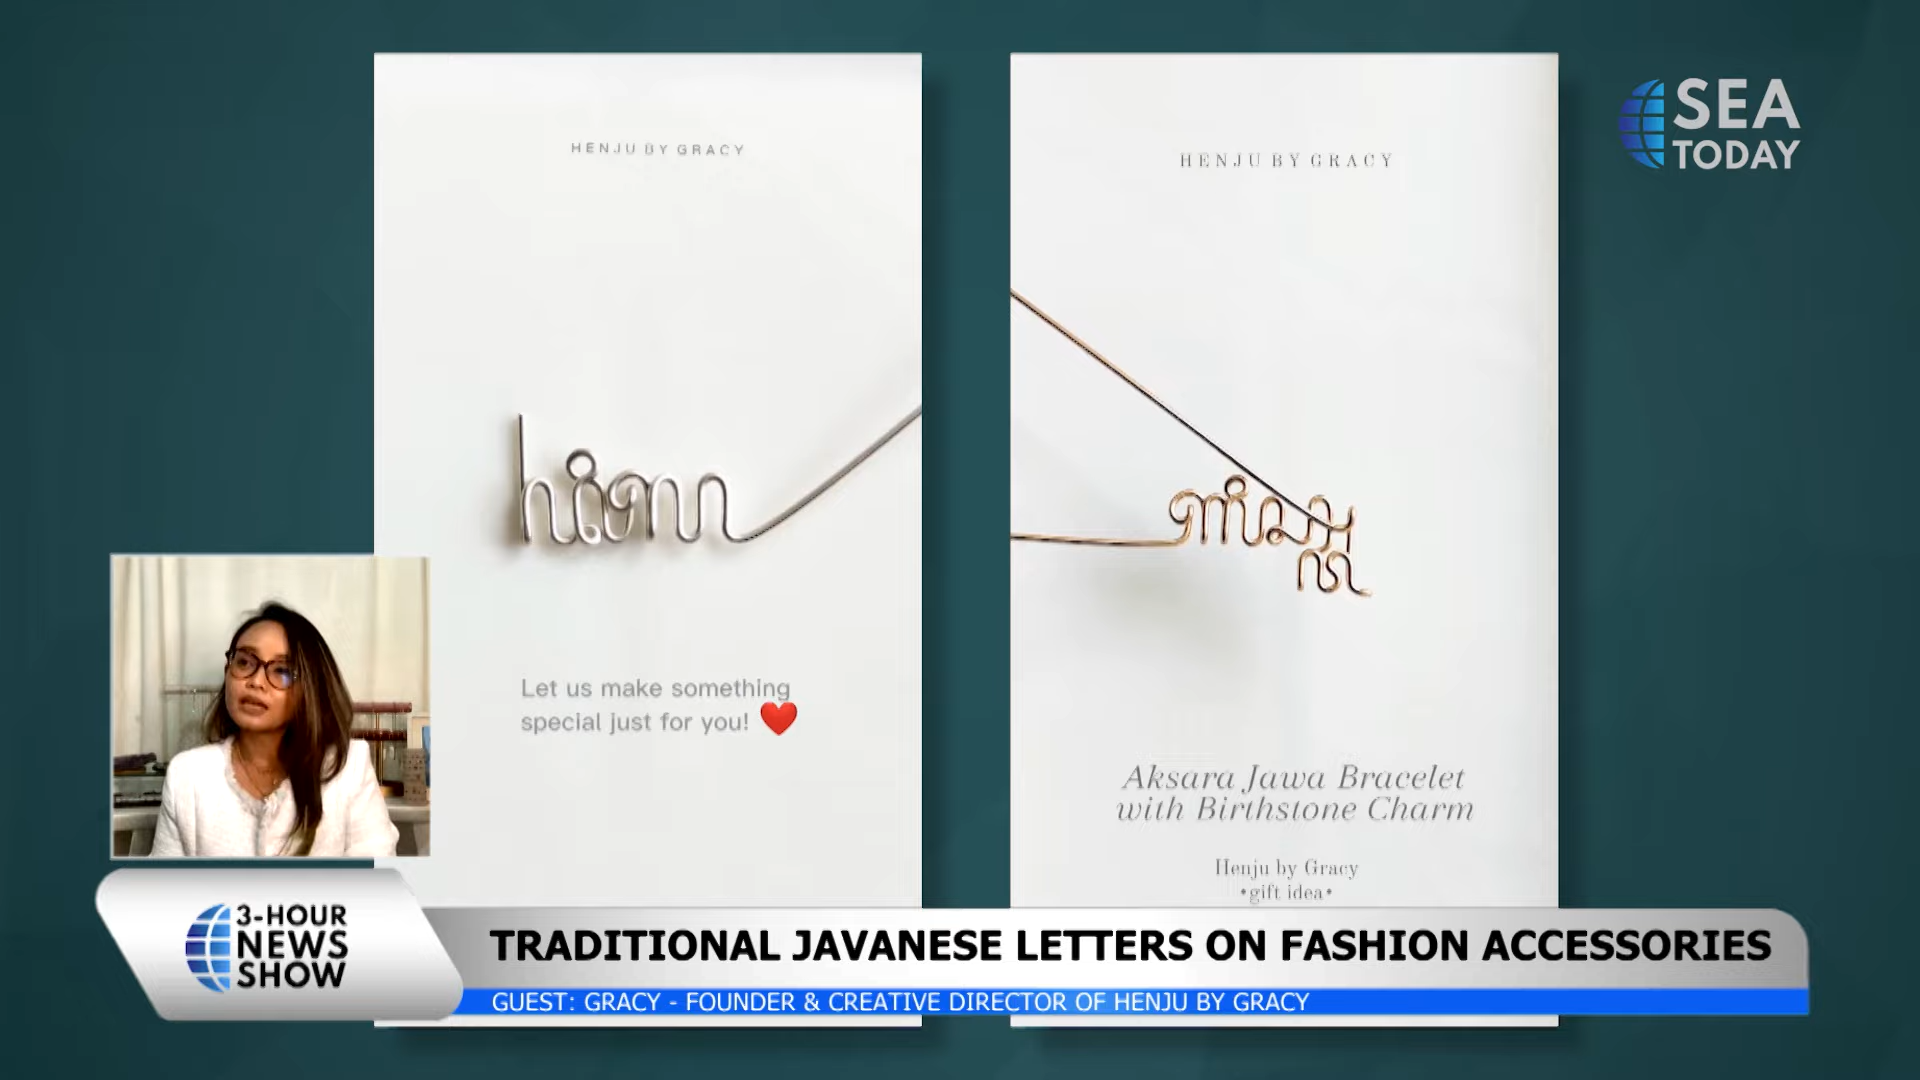 HENJU BY GRACY
Let us make something
special just for you! ❤️
HENJU BY GRACY
Aksara Jawa Bracelet
with Birthstone Charm
Henju by Gracy
•gift idea•
SEA
TODAY
3-HOUR
NEWS
SHOW
TRADITIONAL JAVANESE LETTERS ON FASHION ACCESSORIES
GUEST: GRACY - FOUNDER & CREATIVE DIRECTOR OF HENJU BY GRACY